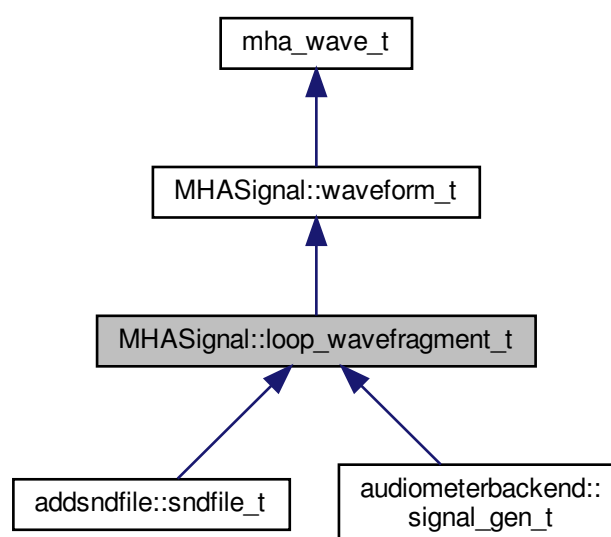 mha_wave_t
MHASignal::waveform_t
MHASignal::loop_wavefragment_t
addsndfile::sndfile_t
audiometerbackend::
signal_gen_t